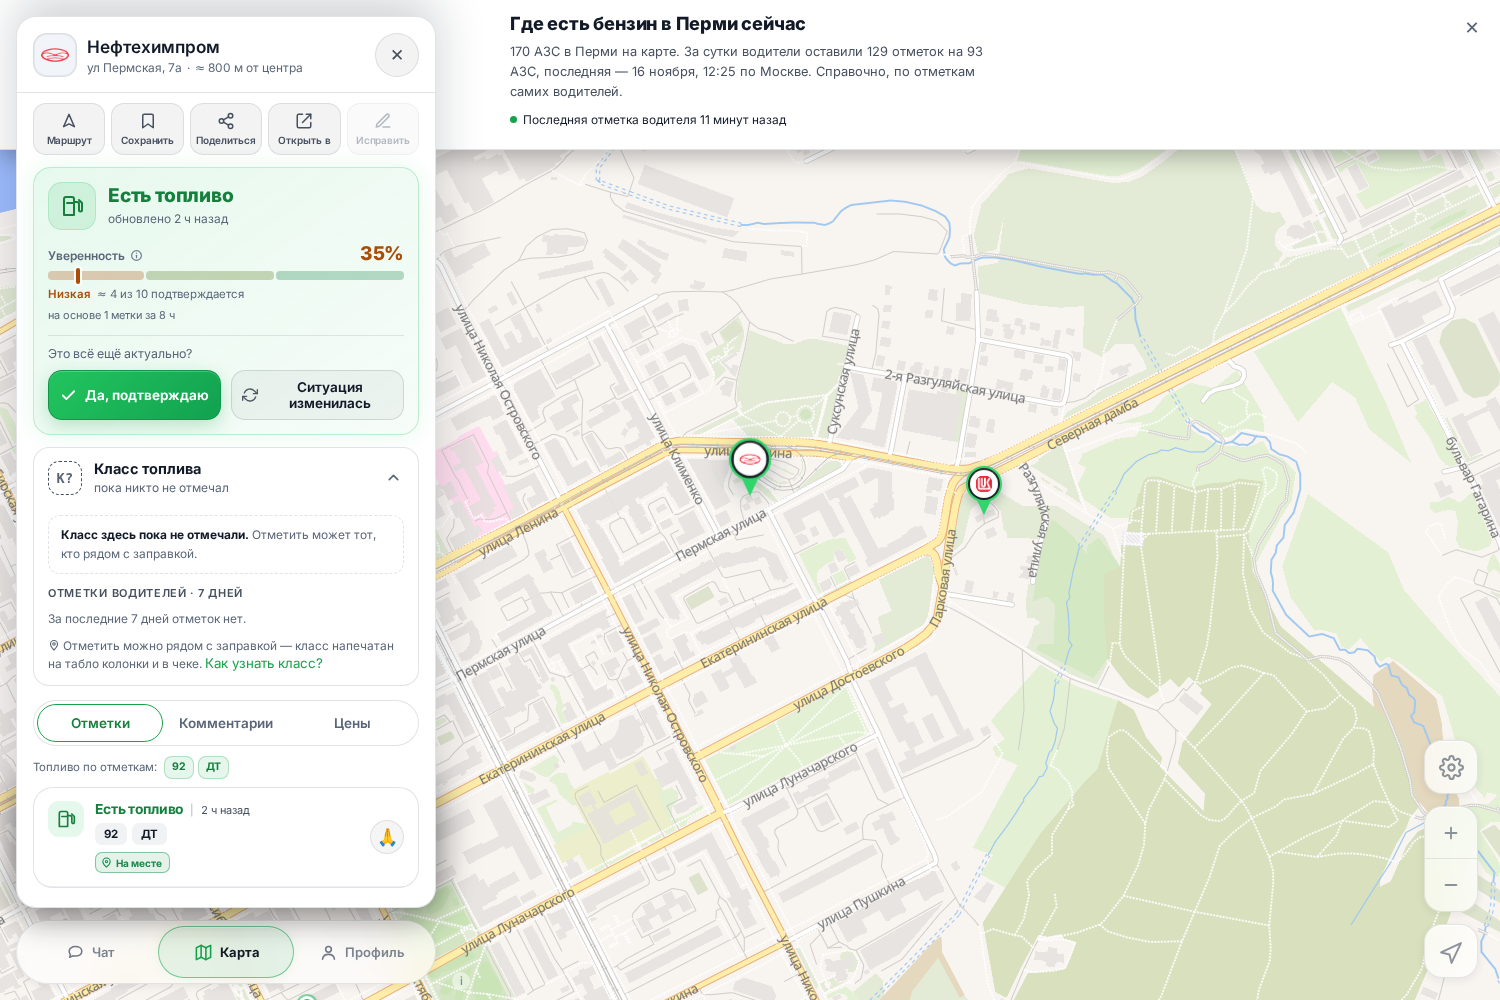 Нефтехимпром
ул Пермская, 7а · ≈ 800 м от центра
Маршрут
Сохранить
Поделиться
Открыть в
Исправить
Есть топливо
обновлено 2 ч назад
Уверенность
35%
Низкая ≈ 4 из 10 подтверждается
на основе 1 метки за 8 ч
Это всё ещё актуально?
Да, подтверждаю
Ситуация
изменилась
K?
Класс топлива
пока никто не отмечал
Класс здесь пока не отмечали. Отметить может тот,
кто рядом с заправкой.
ОТМЕТКИ ВОДИТЕЛЕЙ · 7 ДНЕЙ
За последние 7 дней отметок нет.
Отметить можно рядом с заправкой — класс напечатан
на табло колонки и в чеке. Как узнать класс?
Отметки
Комментарии
Цены
Топливо по отметкам: 92 ДТ
Есть топливо | 2 ч назад
92 ДТ
На месте
Чат
Карта
Профиль
Где есть бензин в Перми сейчас
170 АЗС в Перми на карте. За сутки водители оставили 129 отметок на 93
АЗС, последняя — 16 ноября, 12:25 по Москве. Справочно, по отметкам
самих водителей.
Последняя отметка водителя 11 минут назад
улица Николая Островского
улица Клименко
Суксунская улица
2-я Разгуляйская улица
Северная дамба
бульвар Гагарина
Разгуляйская улица
улица Ленина
Пермская улица
Парковая улица
Екатерининская улица
Пермская улица
улица Николая Островского
улица Достоевского
Екатерининская улица
улица Луначарского
улица Пушкина
улица Луначарского
улица Николая Островского